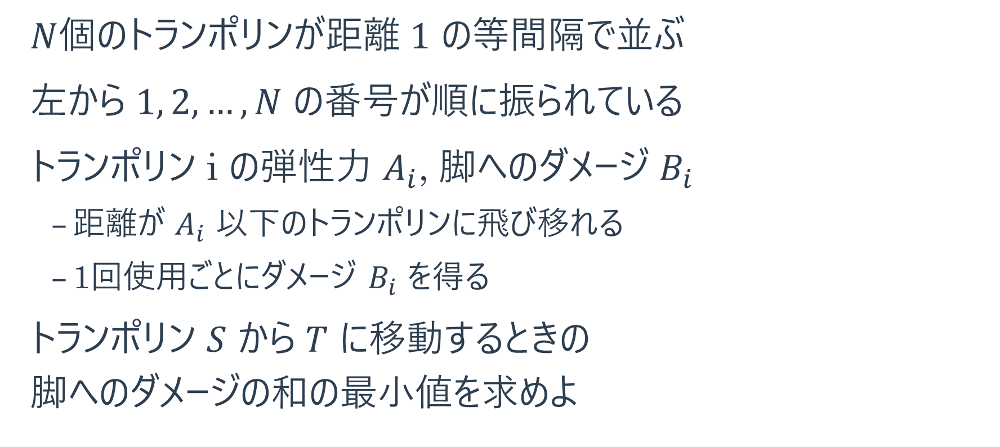 N個のトランポリンが距離 1 の等間隔で並ぶ
左から 1, 2, … , N の番号が順に振られている
トランポリン i の弾性力 A_i, 脚へのダメージ B_i
– 距離が A_i 以下のトランポリンに飛び移れる
– 1回使用ごとにダメージ B_i を得る
トランポリン S から T に移動するときの
脚へのダメージの和の最小値を求めよ